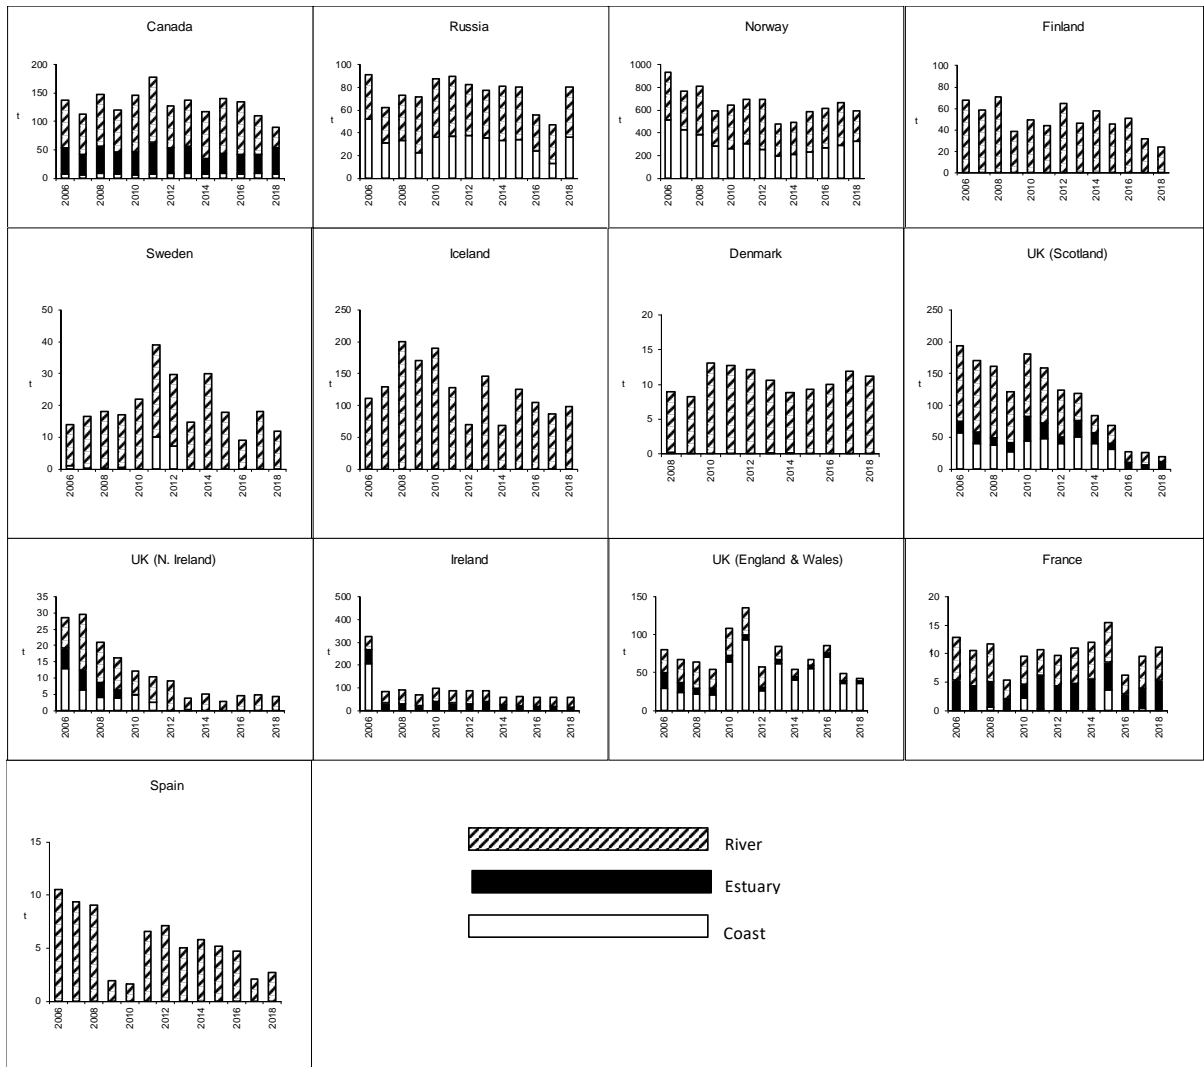 Canada
200
150
100
50
0
t
2006 2008 2010 2012 2014 2016 2018
Russia
100
80
60
40
20
0
t
2006 2008 2010 2012 2014 2016 2018
Norway
1000
800
600
400
200
0
t
2006 2008 2010 2012 2014 2016 2018
Finland
100
80
60
40
20
0
t
2006 2008 2010 2012 2014 2016 2018
Sweden
50
40
30
20
10
0
t
2006 2008 2010 2012 2014 2016 2018
Iceland
250
200
150
100
50
0
t
2006 2008 2010 2012 2014 2016 2018
Denmark
20
15
10
5
0
t
2008 2010 2012 2014 2016 2018
UK (Scotland)
250
200
150
100
50
0
t
2006 2008 2010 2012 2014 2016 2018
UK (N. Ireland)
35
30
25
20
15
10
5
0
t
2006 2008 2010 2012 2014 2016 2018
Ireland
500
400
300
200
100
0
t
2006 2008 2010 2012 2014 2016 2018
UK (England & Wales)
150
100
50
0
t
2006 2008 2010 2012 2014 2016 2018
France
20
15
10
5
0
t
2006 2008 2010 2012 2014 2016 2018
Spain
15
10
5
0
t
2006 2008 2010 2012 2014 2016 2018
River
Estuary
Coast